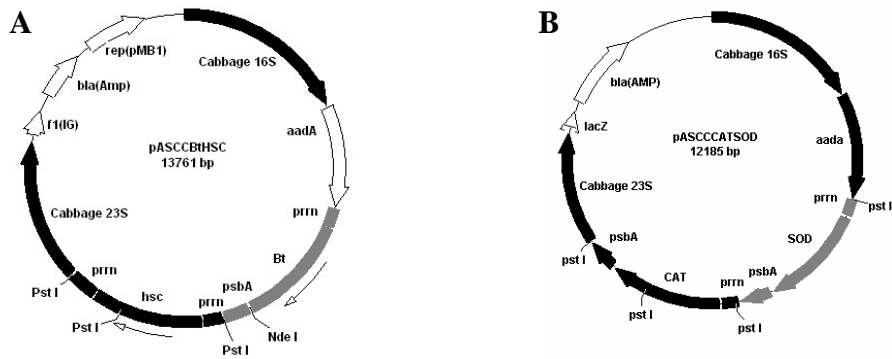 A
rep(pMB1)
bla(Amp)
f1(IG)
Cabbage 16S
aadA
pASCCBtHSC
13761 bp
Cabbage 23S
prrn
Bt
psbA
Nde I
Pst I
prrn
hsc
Pst I
prrn
Pst I
B
bla(AMP)
lacZ
Cabbage 16S
aada
pASCCCATSOD
12185 bp
Cabbage 23S
prrn
pst I
SOD
psbA
prrn
pst I
CAT
psbA
pst I